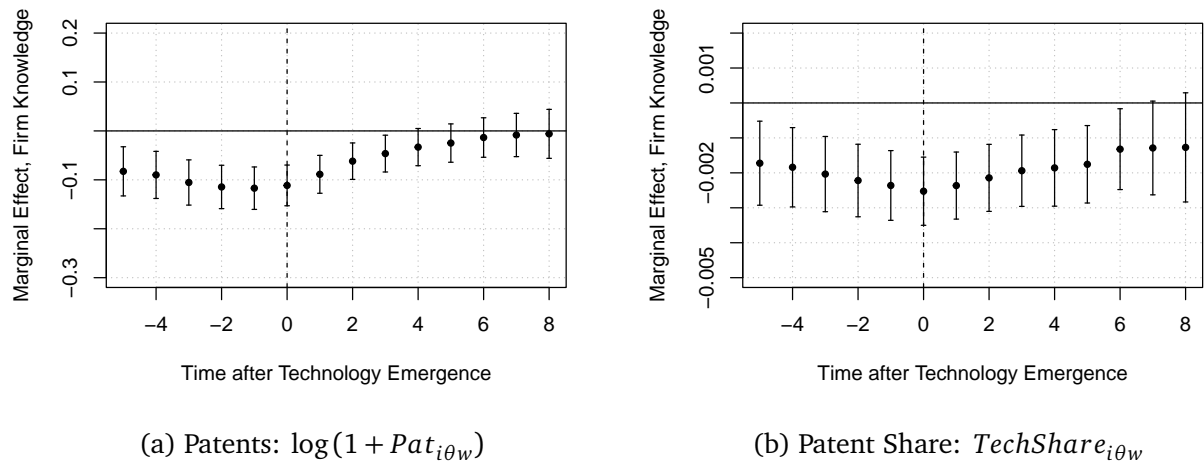 Marginal Effect, Firm Knowledge
0.2
0.1
−0.1
−0.3
−4 −2 0 2 4 6 8
Time after Technology Emergence
(a) Patents: log(1 + Pat_{iθw})
Marginal Effect, Firm Knowledge
0.001
−0.002
−0.005
−4 −2 0 2 4 6 8
Time after Technology Emergence
(b) Patent Share: TechShare_{iθw}